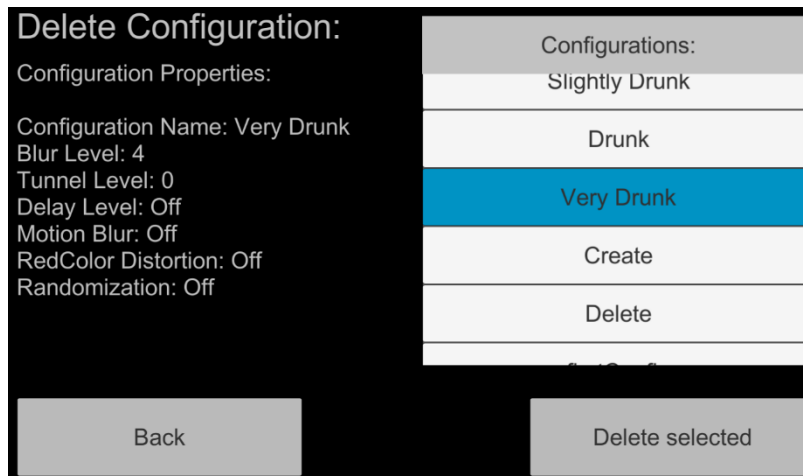 Delete Configuration:
Configuration Properties:
Configuration Name: Very Drunk
Blur Level: 4
Tunnel Level: 0
Delay Level: Off
Motion Blur: Off
RedColor Distortion: Off
Randomization: Off
Configurations:
Slightly Drunk
Drunk
Very Drunk
Create
Delete
Back
Delete selected